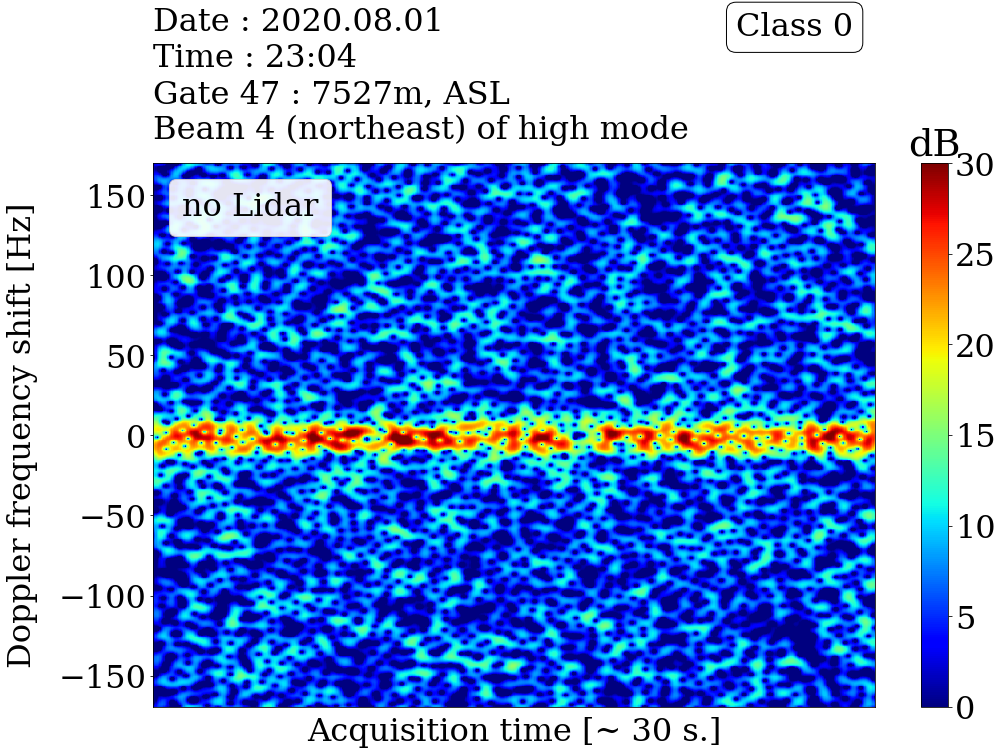 Date : 2020.08.01
Time : 23:04
Gate 47 : 7527m, ASL
Beam 4 (northeast) of high mode
Class 0
dB
no Lidar
Doppler frequency shift [Hz]
150
100
50
0
−50
−100
−150
30
25
20
15
10
5
0
Acquisition time [~ 30 s.]